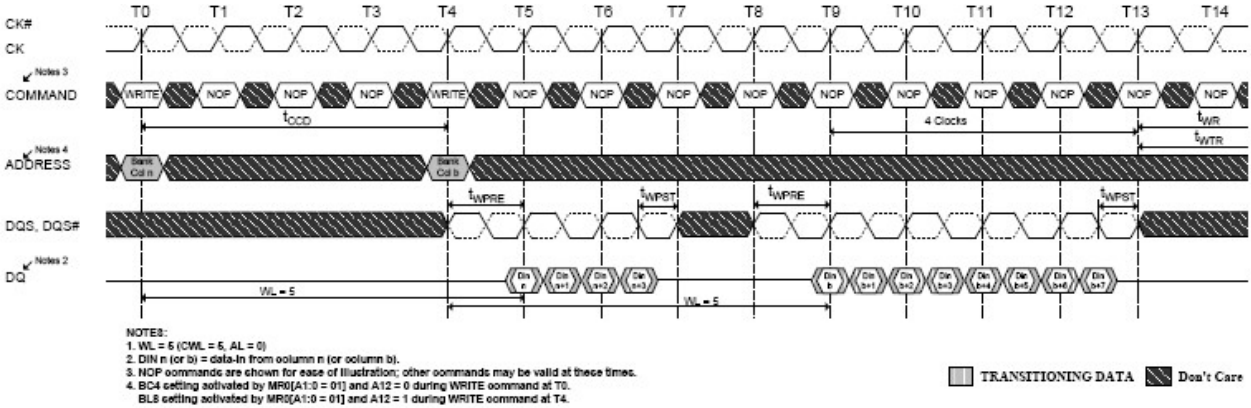 T0 T1 T2 T3 T4 T5 T6 T7 T8 T9 T10 T11 T12 T13 T14
CK#
CK
Notes 3
COMMAND WRITE NOP NOP NOP WRITE NOP NOP NOP NOP NOP NOP NOP NOP NOP NOP
tCCD 4 Clocks tWR
tWTR
Notes 4
ADDRESS Bank Col n Bank Col b
tWPRE tWPST tWPRE tWPST
DQS, DQS#
Notes 2
DQ Din n Din n+1 Din n+2 Din n+3 Din b Din b+1 Din b+2 Din b+3 Din b+4 Din b+5 Din b+6 Din b+7
WL = 5 WL = 5
NOTES:
1. WL = 5 (CWL = 5, AL = 0)
2. DIN n (or b) = data-in from column n (or column b).
3. NOP commands are shown for ease of illustration; other commands may be valid at these times.
4. BC4 setting activated by MR0[A1:0 = 01] and A12 = 0 during WRITE command at T0.
BL8 setting activated by MR0[A1:0 = 01] and A12 = 1 during WRITE command at T4.
TRANSITIONING DATA Don't Care